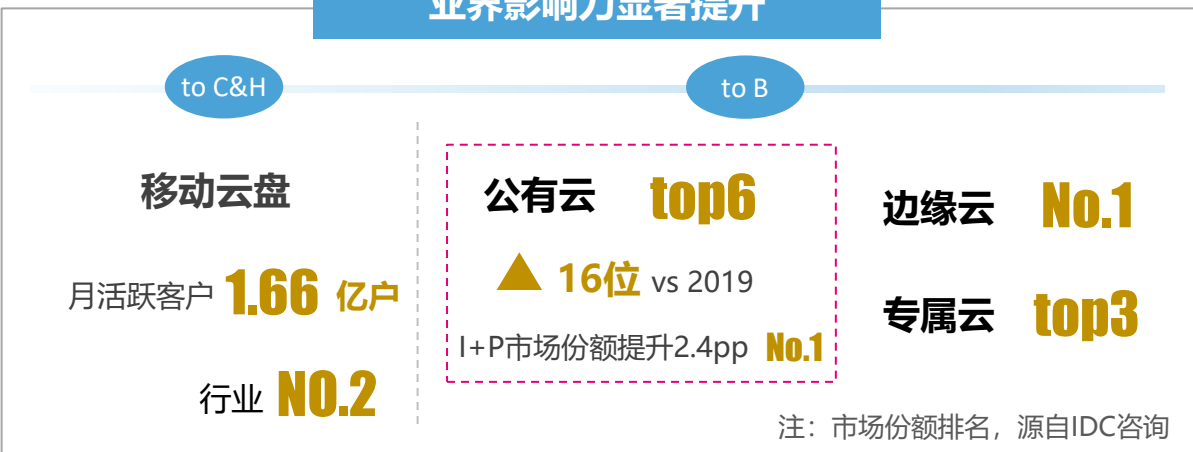 业界影响力显著提升
to C&H
to B
移动云盘
月活跃客户 1.66 亿户
行业 NO.2
公有云 top6
▲ 16位 vs 2019
I+P市场份额提升2.4pp No.1
边缘云 No.1
专属云 top3
注：市场份额排名，源自IDC咨询